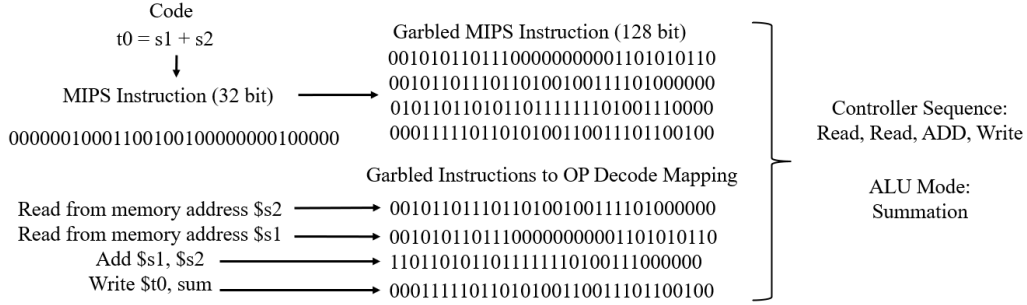 Code
t0 = s1 + s2
MIPS Instruction (32 bit)
00000010001100100100000000100000
Garbled MIPS Instruction (128 bit)
00101011011100000000001101010110
00101101110110100100111101000000
01011011010110111111101001110000
00011111011010100110011101100100
Garbled Instructions to OP Decode Mapping
Read from memory address $s2
00101101110110100100111101000000
Read from memory address $s1
00101011011100000000001101010110
Add $s1, $s2
1101101011011111110100111000000
Write $t0, sum
00011111011010100110011101100100
Controller Sequence:
Read, Read, ADD, Write
ALU Mode:
Summation